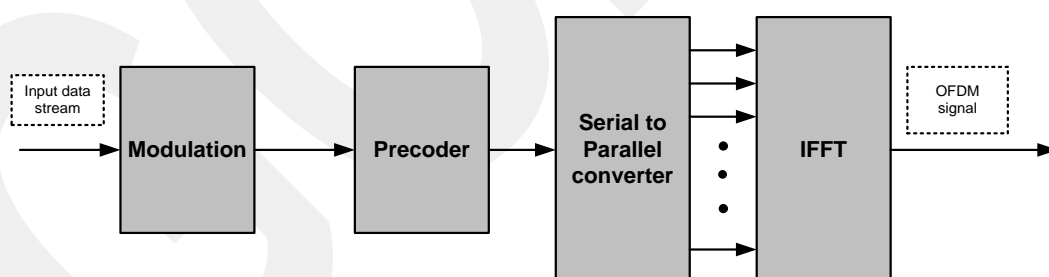 Input data
stream
Modulation
Precoder
Serial to
Parallel
converter
IFFT
OFDM
signal